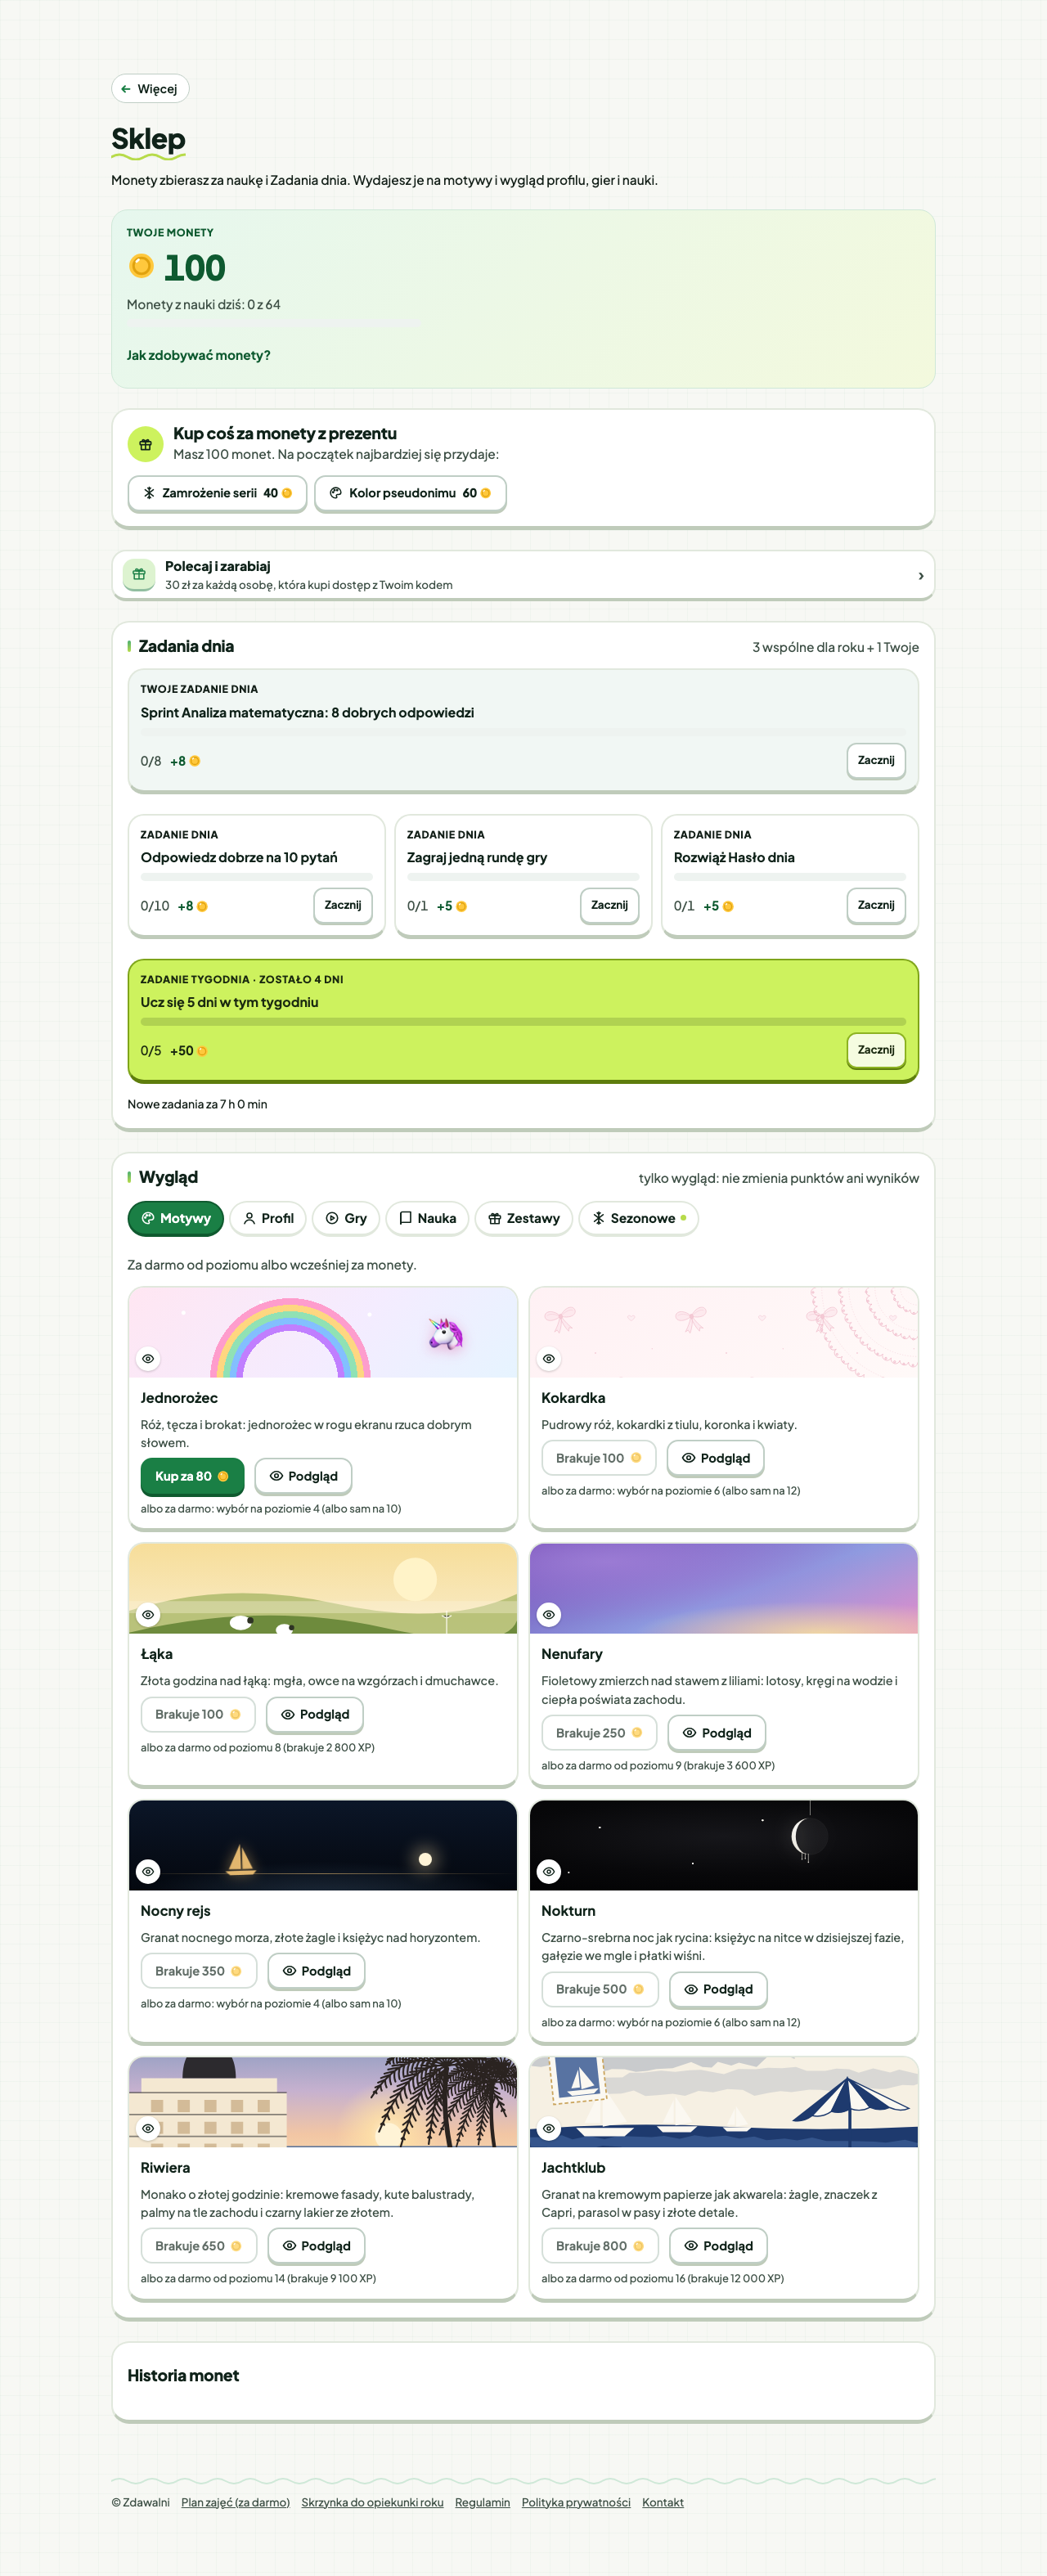 ← Więcej
Sklep
Monety zbierasz za naukę i Zadania dnia. Wydajesz je na motywy i wygląd profilu, gier i nauki.
TWOJE MONETY
100
Monety z nauki dziś: 0 z 64
Jak zdobywać monety?
Kup coś za monety z prezentu
Masz 100 monet. Na początek najbardziej się przydaje:
Zamrożenie serii 40
Kolor pseudonimu 60
Polecaj i zarabiaj
30 zł za każdą osobę, która kupi dostęp z Twoim kodem
›
Zadania dnia
3 wspólne dla roku + 1 Twoje
TWOJE ZADANIE DNIA
Sprint Analiza matematyczna: 8 dobrych odpowiedzi
0/8 +8
Zacznij
ZADANIE DNIA
Odpowiedz dobrze na 10 pytań
0/10 +8
Zacznij
ZADANIE DNIA
Zagraj jedną rundę gry
0/1 +5
Zacznij
ZADANIE DNIA
Rozwiąż Hasło dnia
0/1 +5
Zacznij
ZADANIE TYGODNIA · ZOSTAŁO 4 DNI
Ucz się 5 dni w tym tygodniu
0/5 +50
Zacznij
Nowe zadania za 7 h 0 min
Wygląd
tylko wygląd: nie zmienia punktów ani wyników
Motywy
Profil
Gry
Nauka
Zestawy
Sezonowe
Za darmo od poziomu albo wcześniej za monety.
Jednorożec
Róż, tęcza i brokat: jednorożec w rogu ekranu rzuca dobrym
słowem.
Kup za 80
Podgląd
albo za darmo: wybór na poziomie 4 (albo sam na 10)
Kokardka
Pudrowy róż, kokardki z tiulu, koronka i kwiaty.
Brakuje 100
Podgląd
albo za darmo: wybór na poziomie 6 (albo sam na 12)
Łąka
Złota godzina nad łąką: mgła, owce na wzgórzach i dmuchawce.
Brakuje 100
Podgląd
albo za darmo od poziomu 8 (brakuje 2 800 XP)
Nenufary
Fioletowy zmierzch nad stawem z liliami: lotosy, kręgi na wodzie i
ciepła poświata zachodu.
Brakuje 250
Podgląd
albo za darmo od poziomu 9 (brakuje 3 600 XP)
Nocny rejs
Granat nocnego morza, złote żagle i księżyc nad horyzontem.
Brakuje 350
Podgląd
albo za darmo: wybór na poziomie 4 (albo sam na 10)
Nokturn
Czarno-srebrna noc jak rycina: księżyc na nitce w dzisiejszej fazie,
gałęzie we mgle i płatki wiśni.
Brakuje 500
Podgląd
albo za darmo: wybór na poziomie 6 (albo sam na 12)
Riwiera
Monako o złotej godzinie: kremowe fasady, kute balustrady,
palmy na tle zachodu i czarny lakier ze złotem.
Brakuje 650
Podgląd
albo za darmo od poziomu 14 (brakuje 9 100 XP)
Jachtklub
Granat na kremowym papierze jak akwarela: żagle, znaczek z
Capri, parasol w pasy i złote detale.
Brakuje 800
Podgląd
albo za darmo od poziomu 16 (brakuje 12 000 XP)
Historia monet
© Zdawalni Plan zajęć (za darmo) Skrzynka do opiekunki roku Regulamin Polityka prywatności Kontakt